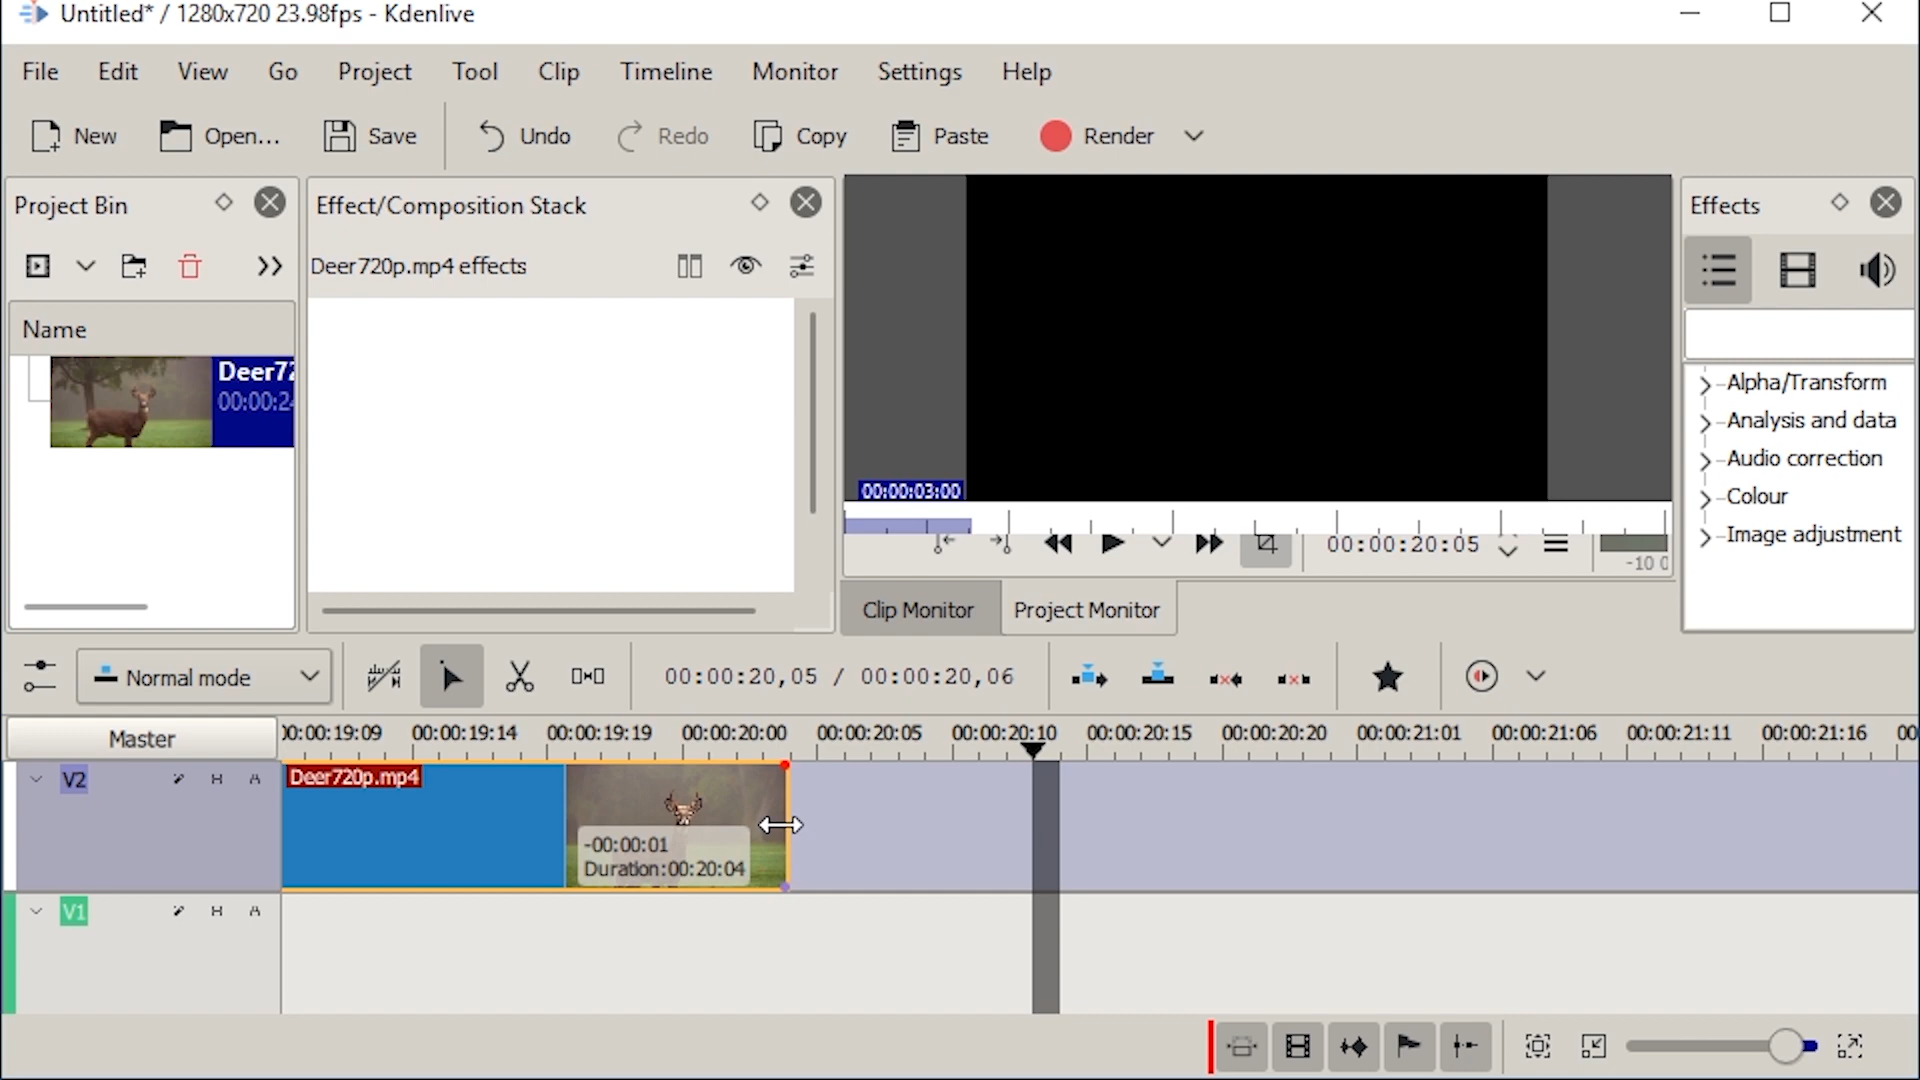 Untitled* / 1280x720 23.98fps - Kdenlive
File Edit View Go Project Tool Clip Timeline Monitor Settings Help
New Open... Save Undo Redo Copy Paste Render
Project Bin
Effect/Composition Stack
Effects
Deer720p.mp4 effects
Name
Deer72
00:00:2
Alpha/Transform
Analysis and data
Audio correction
Colour
Image adjustment
00:00:03:00
00:00:20:05
-10 0
Clip Monitor Project Monitor
Normal mode
00:00:20,05 / 00:00:20,06
Master
00:00:19:09 00:00:19:14 00:00:19:19 00:00:20:00 00:00:20:05 00:00:20:10 00:00:20:15 00:00:20:20 00:00:21:01 00:00:21:06 00:00:21:11 00:00:21:16 00
V2 H A
Deer720p.mp4
-00:00:01
Duration:00:20:04
V1 H A